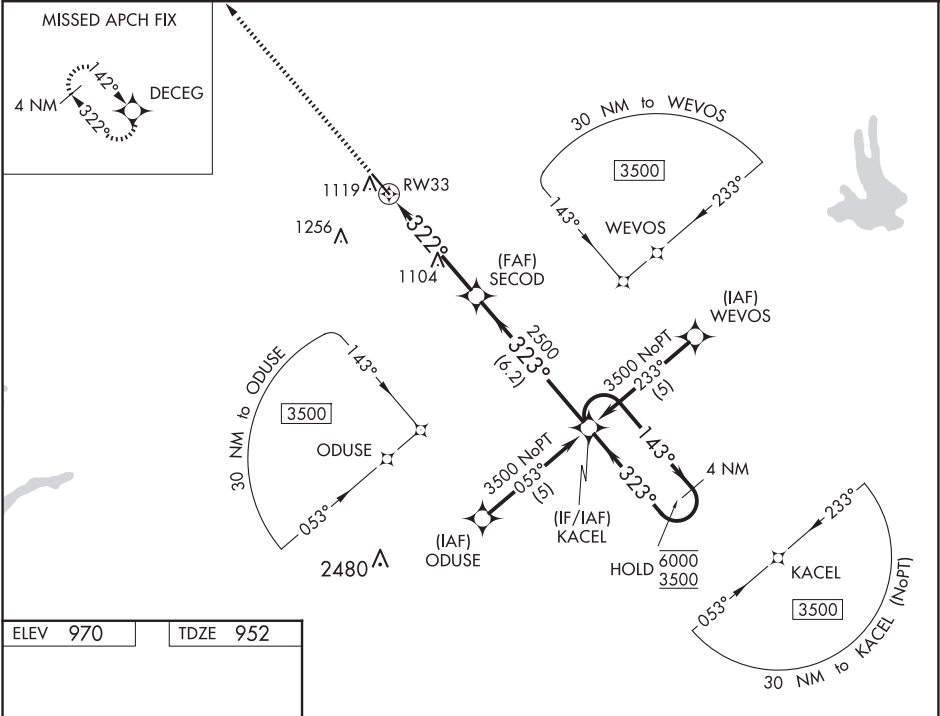 MISSED APCH FIX
142°
DECEG
4 NM
322°
30 NM to WEVOS
3500
143°
233°
WEVOS
1119
RW33
1256
322°
1104
(FAF)
SECOD
(IAF)
WEVOS
2500
323°
(6.2)
3500 NoPT
233°
(5)
30 NM to ODUSE
143°
3500
ODUSE
053°
143°
4 NM
323°
3500 NoPT
053°
(5)
(IF/IAF)
KACEL
(IAF)
ODUSE
HOLD
6000
3500
2480
233°
KACEL
053°
3500
30 NM to KACEL (NoPT)
ELEV 970
TDZE 952